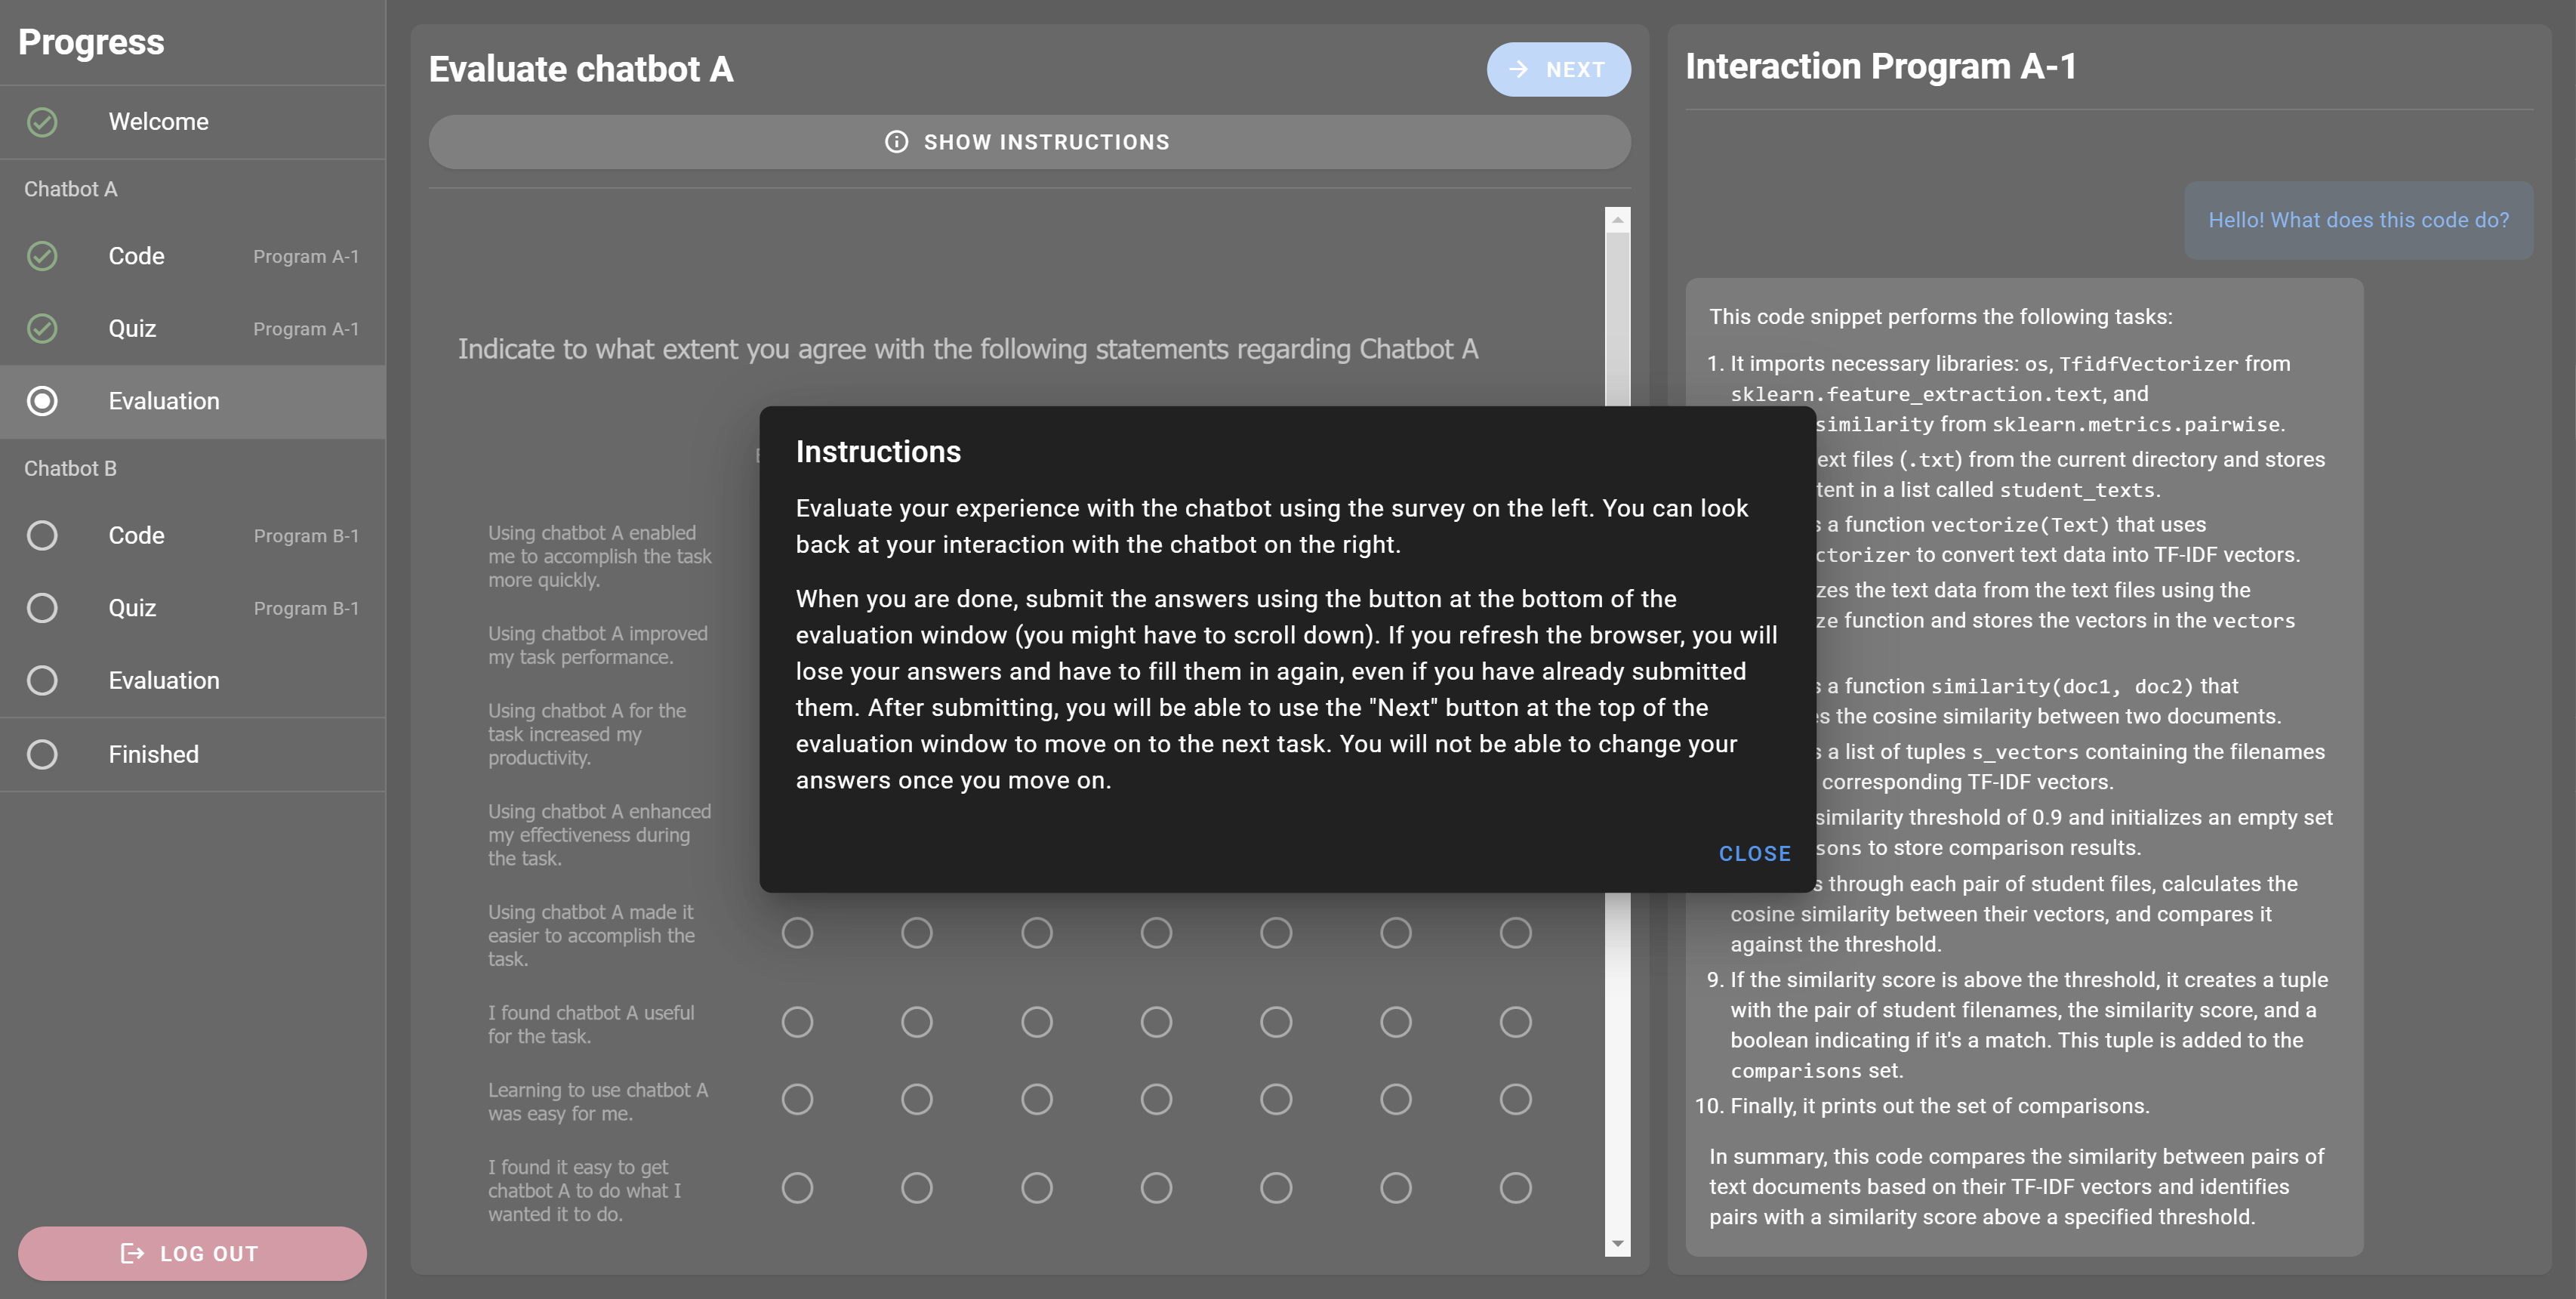 Progress
Welcome
Chatbot A
Code Program A-1
Quiz Program A-1
Evaluation
Chatbot B
Code Program B-1
Quiz Program B-1
Evaluation
Finished
LOG OUT
Evaluate chatbot A
NEXT
SHOW INSTRUCTIONS
Indicate to what extent you agree with the following statements regarding Chatbot A
Using chatbot A enabled
me to accomplish the task
more quickly.
Using chatbot A improved
my task performance.
Using chatbot A for the
task increased my
productivity.
Using chatbot A enhanced
my effectiveness during
the task.
Using chatbot A made it
easier to accomplish the
task.
I found chatbot A useful
for the task.
Learning to use chatbot A
was easy for me.
I found it easy to get
chatbot A to do what I
wanted it to do.
Instructions
Evaluate your experience with the chatbot using the survey on the left. You can look
back at your interaction with the chatbot on the right.
When you are done, submit the answers using the button at the bottom of the
evaluation window (you might have to scroll down). If you refresh the browser, you will
lose your answers and have to fill them in again, even if you have already submitted
them. After submitting, you will be able to use the "Next" button at the top of the
evaluation window to move on to the next task. You will not be able to change your
answers once you move on.
CLOSE
Interaction Program A-1
Hello! What does this code do?
This code snippet performs the following tasks:
1. It imports necessary libraries: os, TfidfVectorizer from
sklearn.feature_extraction.text, and
similarity from sklearn.metrics.pairwise.
files (.txt) from the current directory and stores
in a list called student_texts.
a function vectorize(Text) that uses
to convert text data into TF-IDF vectors.
the text data from the text files using the
function and stores the vectors in the vectors
a function similarity(doc1, doc2) that
the cosine similarity between two documents.
a list of tuples s_vectors containing the filenames
corresponding TF-IDF vectors.
similarity threshold of 0.9 and initializes an empty set
to store comparison results.
through each pair of student files, calculates the
cosine similarity between their vectors, and compares it
against the threshold.
9. If the similarity score is above the threshold, it creates a tuple
with the pair of student filenames, the similarity score, and a
boolean indicating if it's a match. This tuple is added to the
comparisons set.
10. Finally, it prints out the set of comparisons.
In summary, this code compares the similarity between pairs of
text documents based on their TF-IDF vectors and identifies
pairs with a similarity score above a specified threshold.